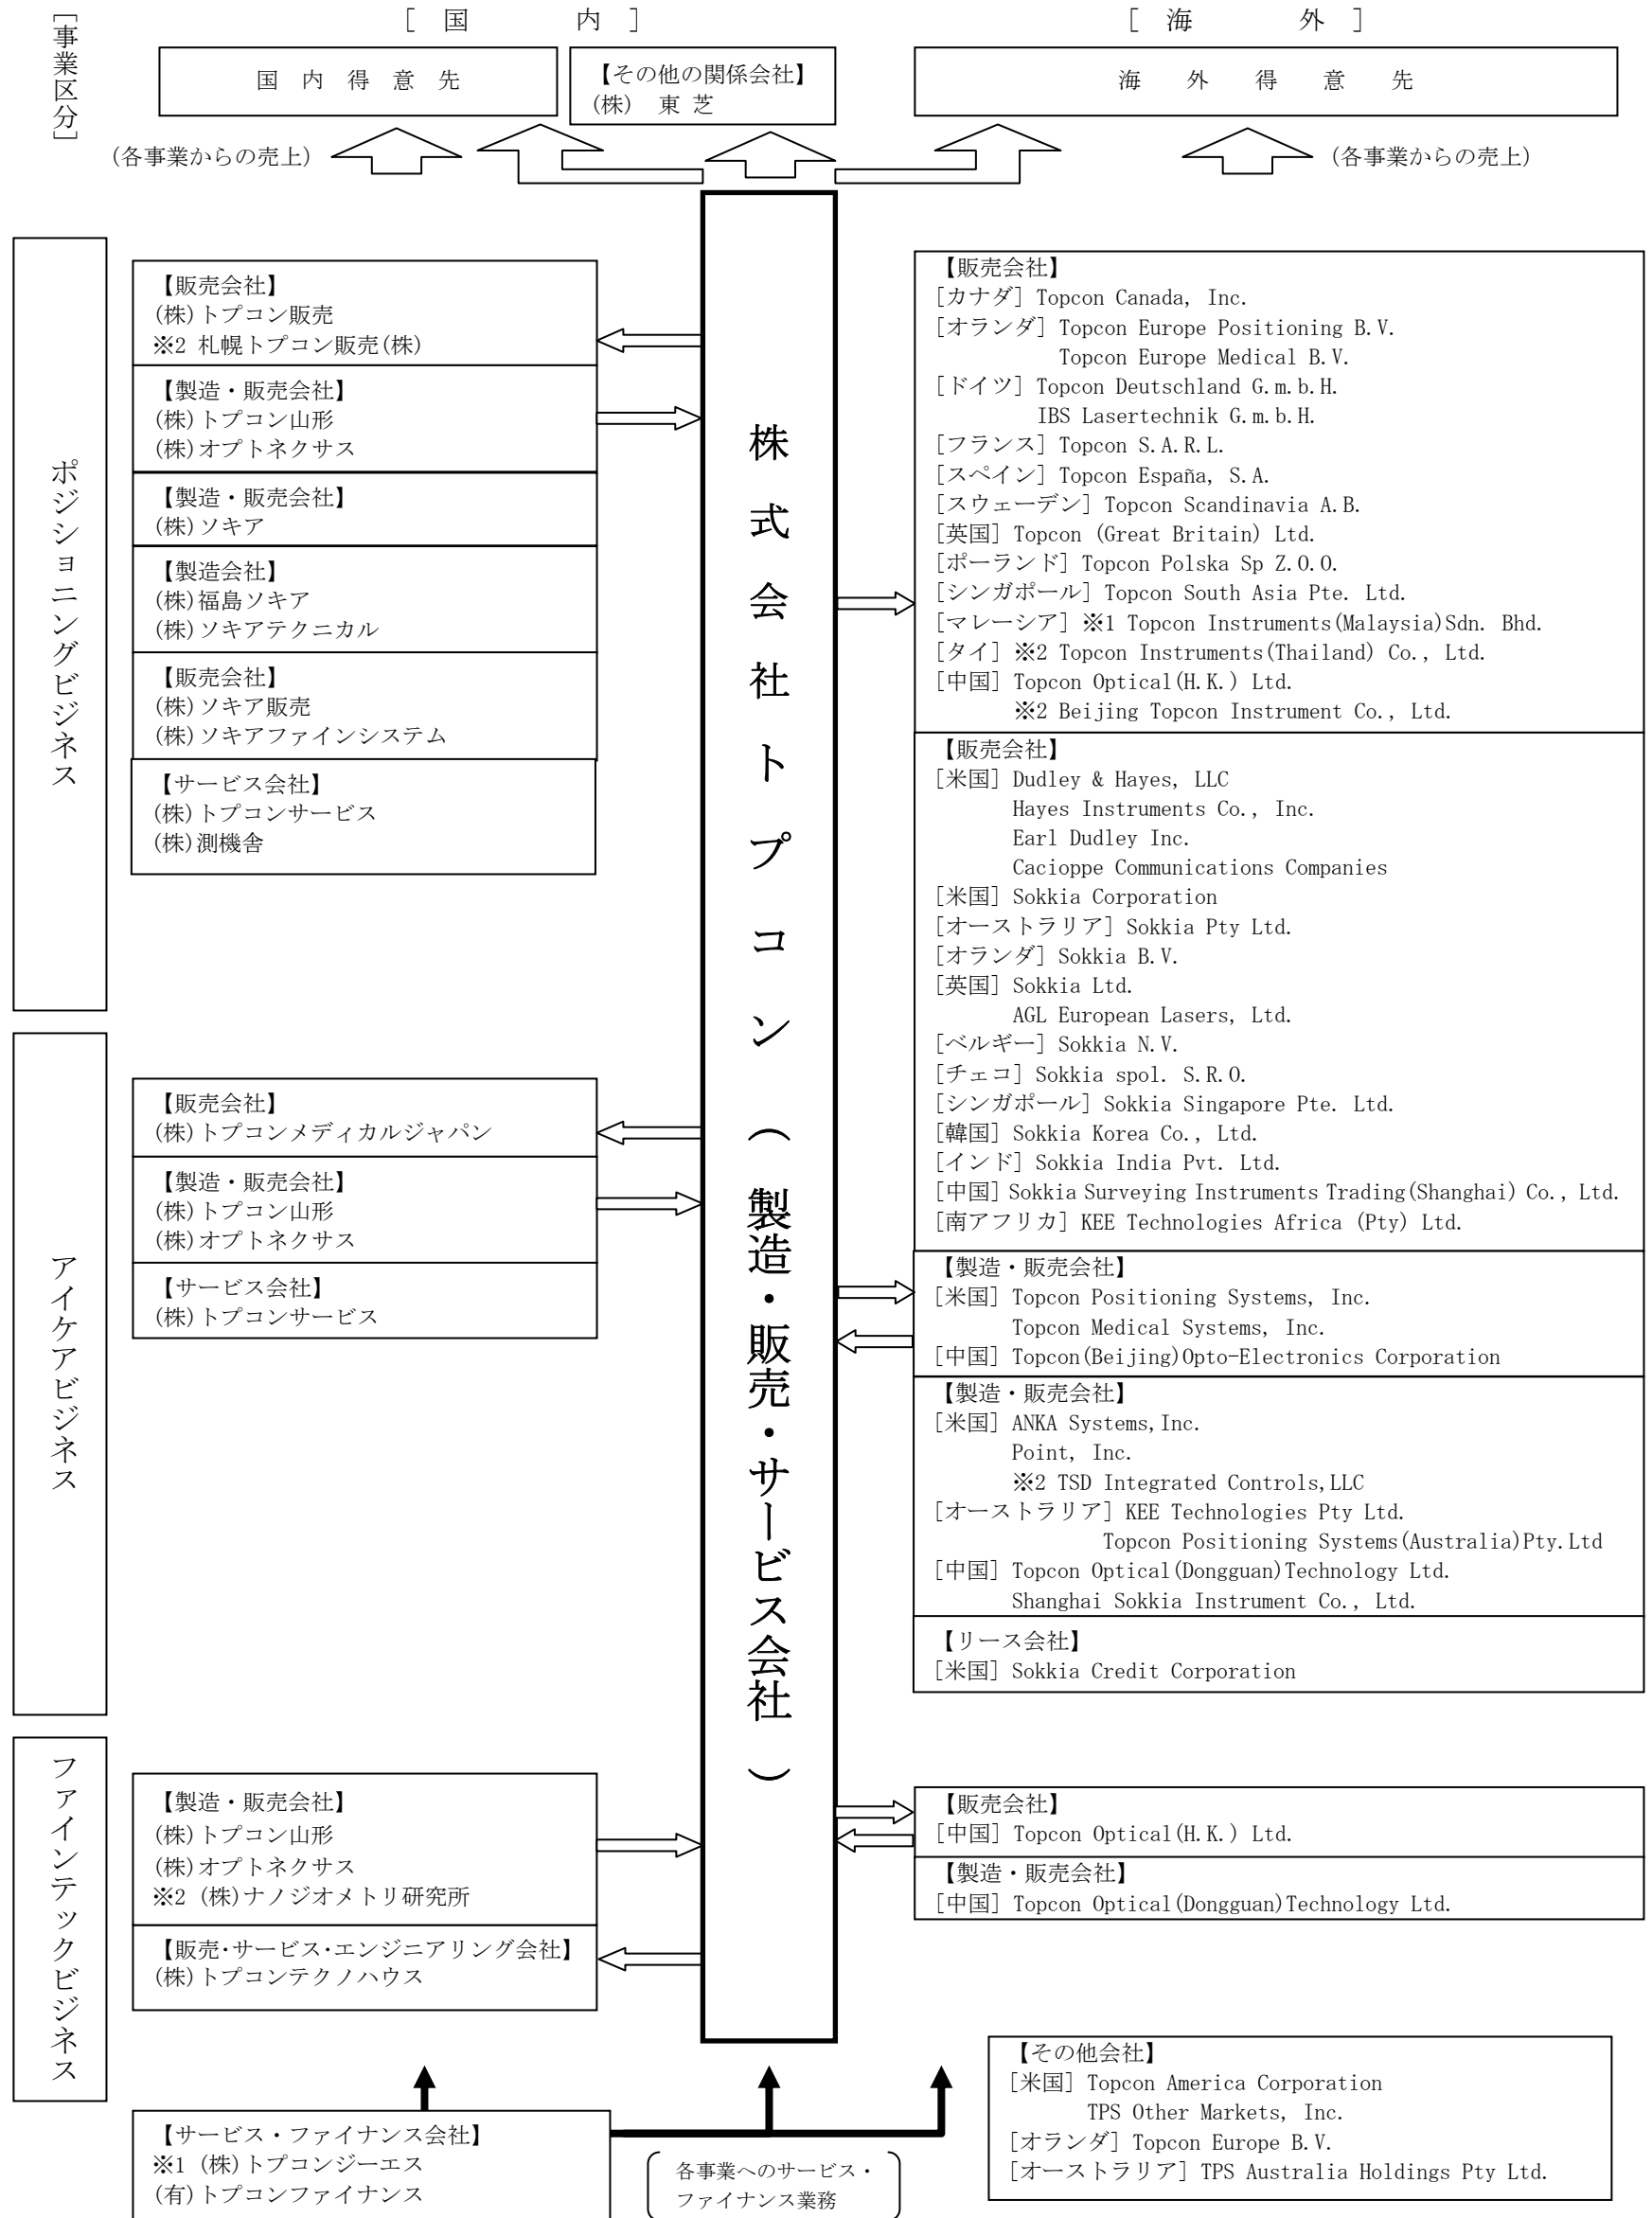 [事業区分]
[　国　　　　内　]
[　海　　　　外　]
国　内　得　意　先
【その他の関係会社】
(株)　東 芝
海　外　得　意　先
(各事業からの売上)
(各事業からの売上)
ポジショニングビジネス
【販売会社】
(株)トプコン販売
※2 札幌トプコン販売(株)
【製造・販売会社】
(株)トプコン山形
(株)オプトネクサス
【製造・販売会社】
(株)ソキア
【製造会社】
(株)福島ソキア
(株)ソキアテクニカル
【販売会社】
(株)ソキア販売
(株)ソキアファインシステム
【サービス会社】
(株)トプコンサービス
(株)測機舎
アイケアビジネス
【販売会社】
(株)トプコンメディカルジャパン
【製造・販売会社】
(株)トプコン山形
(株)オプトネクサス
【サービス会社】
(株)トプコンサービス
ファインテックビジネス
【製造・販売会社】
(株)トプコン山形
(株)オプトネクサス
※2 (株)ナノジオメトリ研究所
【販売・サービス・エンジニアリング会社】
(株)トプコンテクノハウス
【サービス・ファイナンス会社】
※1 (株)トプコンジーエス
(有)トプコンファイナンス
株式会社トプコン（製造・販売・サービス会社）
各事業へのサービス・
ファイナンス業務
【販売会社】
[カナダ] Topcon Canada, Inc.
[オランダ] Topcon Europe Positioning B.V.
Topcon Europe Medical B.V.
[ドイツ] Topcon Deutschland G.m.b.H.
IBS Lasertechnik G.m.b.H.
[フランス] Topcon S.A.R.L.
[スペイン] Topcon España, S.A.
[スウェーデン] Topcon Scandinavia A.B.
[英国] Topcon (Great Britain) Ltd.
[ポーランド] Topcon Polska Sp Z.O.O.
[シンガポール] Topcon South Asia Pte. Ltd.
[マレーシア] ※1 Topcon Instruments(Malaysia)Sdn. Bhd.
[タイ] ※2 Topcon Instruments(Thailand) Co., Ltd.
[中国] Topcon Optical(H.K.) Ltd.
※2 Beijing Topcon Instrument Co., Ltd.
【販売会社】
[米国] Dudley & Hayes, LLC
Hayes Instruments Co., Inc.
Earl Dudley Inc.
Cacioppe Communications Companies
[米国] Sokkia Corporation
[オーストラリア] Sokkia Pty Ltd.
[オランダ] Sokkia B.V.
[英国] Sokkia Ltd.
AGL European Lasers, Ltd.
[ベルギー] Sokkia N.V.
[チェコ] Sokkia spol. S.R.O.
[シンガポール] Sokkia Singapore Pte. Ltd.
[韓国] Sokkia Korea Co., Ltd.
[インド] Sokkia India Pvt. Ltd.
[中国] Sokkia Surveying Instruments Trading(Shanghai) Co., Ltd.
[南アフリカ] KEE Technologies Africa (Pty) Ltd.
【製造・販売会社】
[米国] Topcon Positioning Systems, Inc.
Topcon Medical Systems, Inc.
[中国] Topcon(Beijing)Opto-Electronics Corporation
【製造・販売会社】
[米国] ANKA Systems,Inc.
Point, Inc.
※2 TSD Integrated Controls,LLC
[オーストラリア] KEE Technologies Pty Ltd.
Topcon Positioning Systems(Australia)Pty.Ltd
[中国] Topcon Optical(Dongguan)Technology Ltd.
Shanghai Sokkia Instrument Co., Ltd.
【リース会社】
[米国] Sokkia Credit Corporation
【販売会社】
[中国] Topcon Optical(H.K.) Ltd.
【製造・販売会社】
[中国] Topcon Optical(Dongguan)Technology Ltd.
【その他会社】
[米国] Topcon America Corporation
TPS Other Markets, Inc.
[オランダ] Topcon Europe B.V.
[オーストラリア] TPS Australia Holdings Pty Ltd.